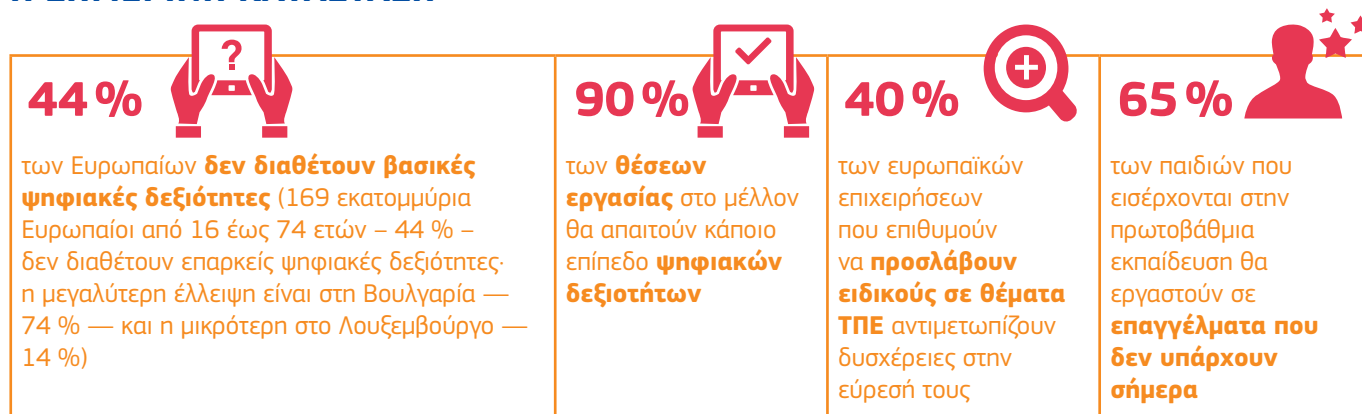 44 %
των Ευρωπαίων δεν διαθέτουν βασικές
ψηφιακές δεξιότητες (169 εκατομμύρια
Ευρωπαίοι από 16 έως 74 ετών – 44 % –
δεν διαθέτουν επαρκείς ψηφιακές δεξιότητες·
η μεγαλύτερη έλλειψη είναι στη Βουλγαρία —
74 % — και η μικρότερη στο Λουξεμβούργο —
14 %)
90 %
των θέσεων
εργασίας στο μέλλον
θα απαιτούν κάποιο
επίπεδο ψηφιακών
δεξιοτήτων
40 %
των ευρωπαϊκών
επιχειρήσεων
που επιθυμούν
να προσλάβουν
ειδικούς σε θέματα
ΤΠΕ αντιμετωπίζουν
δυσχέρειες στην
εύρεσή τους
65 %
των παιδιών που
εισέρχονται στην
πρωτοβάθμια
εκπαίδευση θα
εργαστούν σε
επαγγέλματα που
δεν υπάρχουν
σήμερα